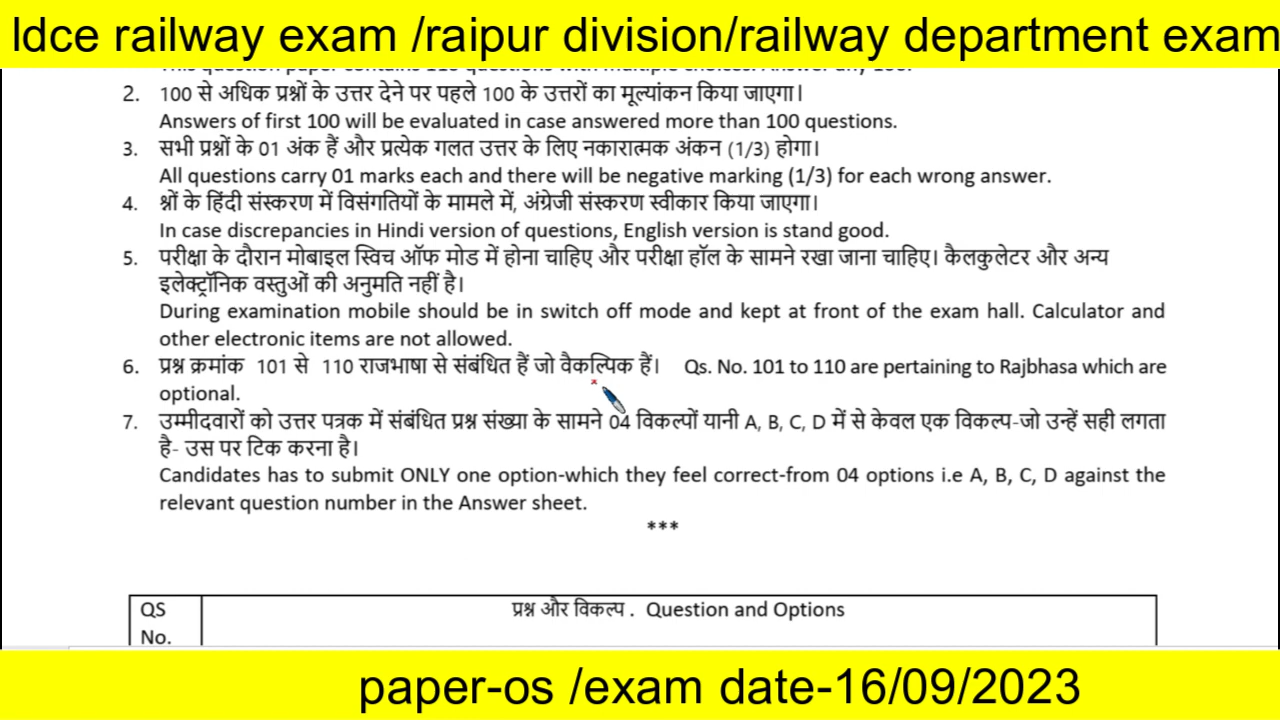 ldce railway exam /raipur division/railway department exam
2. 100 से अधिक प्रश्नों के उत्तर देने पर पहले 100 के उत्तरों का मूल्यांकन किया जाएगा।
Answers of first 100 will be evaluated in case answered more than 100 questions.
3. सभी प्रश्नों के 01 अंक हैं और प्रत्येक गलत उत्तर के लिए नकारात्मक अंकन (1/3) होगा।
All questions carry 01 marks each and there will be negative marking (1/3) for each wrong answer.
4. श्नों के हिंदी संस्करण में विसंगतियों के मामले में, अंग्रेजी संस्करण स्वीकार किया जाएगा।
In case discrepancies in Hindi version of questions, English version is stand good.
5. परीक्षा के दौरान मोबाइल स्विच ऑफ मोड में होना चाहिए और परीक्षा हॉल के सामने रखा जाना चाहिए। कैलकुलेटर और अन्य
इलेक्ट्रॉनिक वस्तुओं की अनुमति नहीं है।
During examination mobile should be in switch off mode and kept at front of the exam hall. Calculator and
other electronic items are not allowed.
6. प्रश्न क्रमांक 101 से 110 राजभाषा से संबंधित हैं जो वैकल्पिक हैं। Qs. No. 101 to 110 are pertaining to Rajbhasa which are
optional.
7. उम्मीदवारों को उत्तर पत्रक में संबंधित प्रश्न संख्या के सामने 04 विकल्पों यानी A, B, C, D में से केवल एक विकल्प-जो उन्हें सही लगता
है- उस पर टिक करना है।
Candidates has to submit ONLY one option-which they feel correct-from 04 options i.e A, B, C, D against the
relevant question number in the Answer sheet.
***
QS प्रश्न और विकल्प . Question and Options
No.
paper-os /exam date-16/09/2023